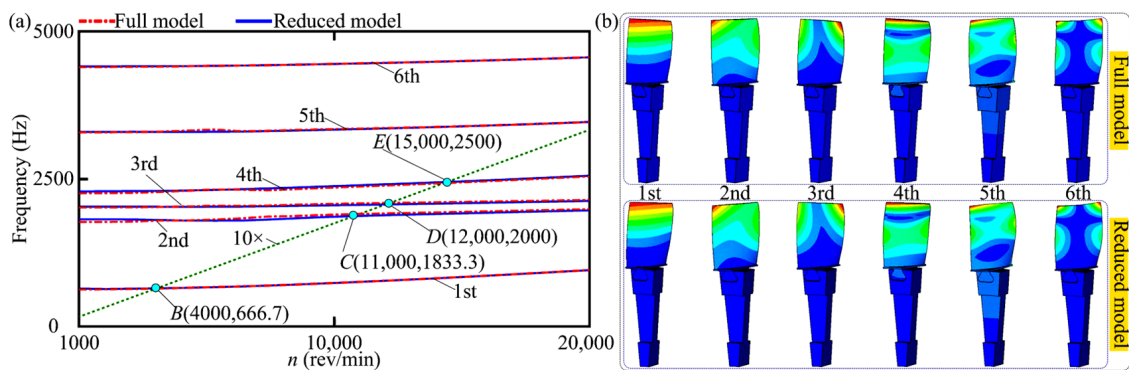 (a) Full model Reduced model
Frequency (Hz)
5000
2500
0
6th
5th
E(15,000,2500)
3rd
4th
2nd
10×
D(12,000,2000)
C(11,000,1833.3)
1st
B(4000,666.7)
1000 10,000 20,000
n (rev/min)
(b)
Full model
1st 2nd 3rd 4th 5th 6th
Reduced model